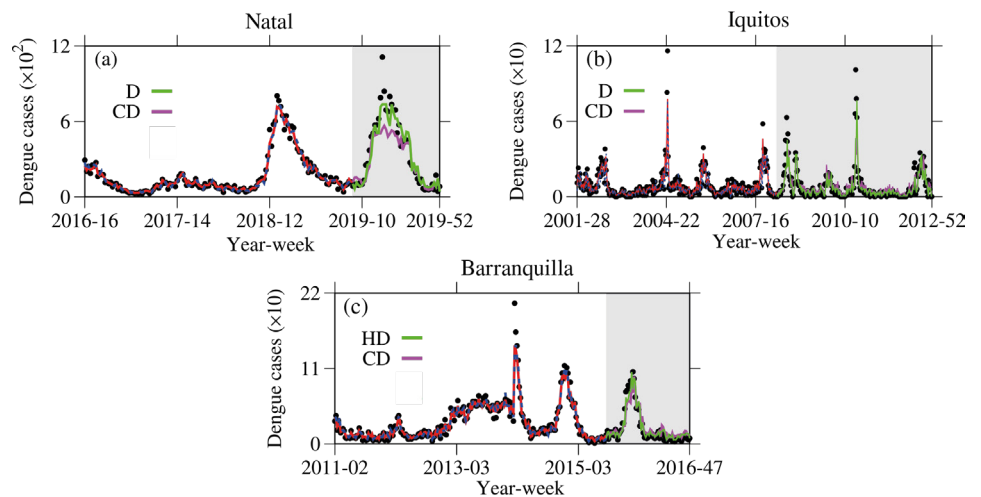 Natal
Dengue cases (×10²)
12
6
0
(a)
D
CD
2016-16 2017-14 2018-12 2019-10 2019-52
Year-week
Iquitos
Dengue cases (×10)
12
6
0
(b)
D
CD
2001-28 2004-22 2007-16 2010-10 2012-52
Year-week
Barranquilla
Dengue cases (×10)
22
11
0
(c)
HD
CD
2011-02 2013-03 2015-03 2016-47
Year-week